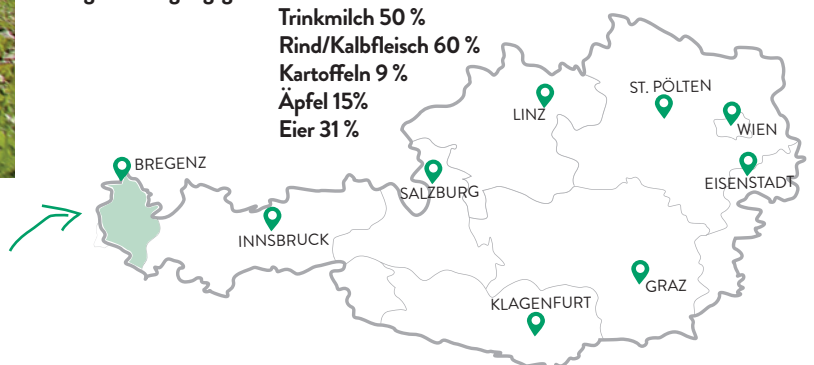 Trinkmilch 50 %
Rind/Kalbfleisch 60 %
Kartoffeln 9 %
Äpfel 15%
Eier 31 %
ST. PÖLTEN
LINZ
WIEN
BREGENZ
EISENSTADT
SALZBURG
INNSBRUCK
GRAZ
KLAGENFURT